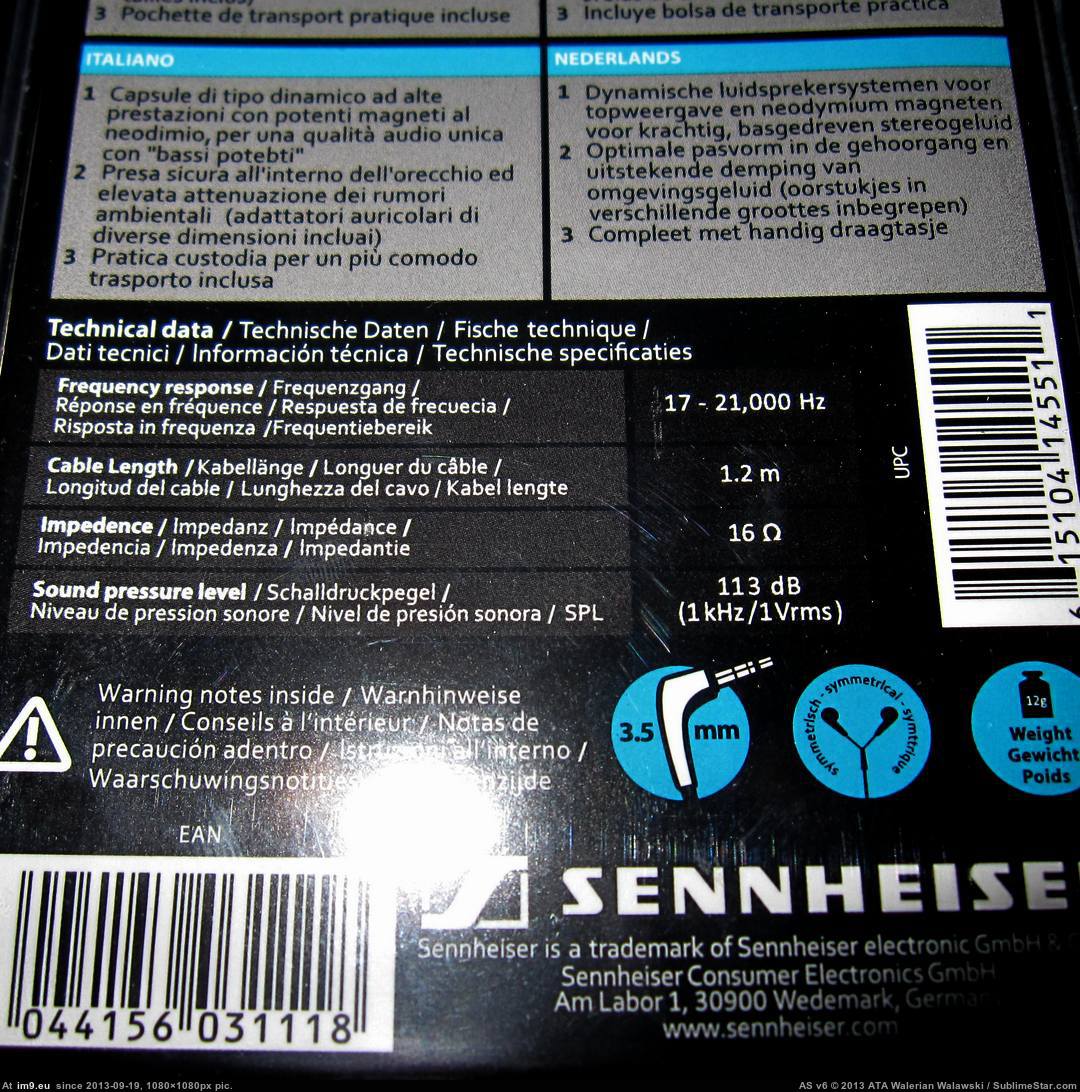 3 Pochette de transport pratique incluse
3 Incluye bolsa de transporte práctica
ITALIANO
1 Capsule di tipo dinamico ad alte
prestazioni con potenti magneti al
neodimio, per una qualità audio unica
con "bassi potebti"
2 Presa sicura all'interno dell'orecchio ed
elevata attenuazione dei rumori
ambientali (adattatori auricolari di
diverse dimensioni incluai)
3 Pratica custodia per un più comodo
trasporto inclusa
NEDERLANDS
1 Dynamische luidsprekersystemen voor
topweergave en neodymium magneten
voor krachtig, basgedreven stereogeluid
2 Optimale pasvorm in de gehoorgang en
uitstekende demping van
omgevingsgeluid (oorstukjes in
verschillende groottes inbegrepen)
3 Compleet met handig draagtasje
Technical data / Technische Daten / Fische technique /
Dati tecnici / Información técnica / Technische specificaties
Frequency response / Frequenzgang /
Réponse en fréquence / Respuesta de frecuecia /
Risposta in frequenza /Frequentiebereik
17 - 21,000 Hz
Cable Length / Kabellänge / Longuer du câble /
Longitud del cable / Lunghezza del cavo / Kabel lengte
1.2 m
Impedence / Impedanz / Impédance /
Impedencia / Impedenza / Impedantie
16 Ω
Sound pressure level / Schalldruckpegel /
Niveau de pression sonore / Nivel de presión sonora / SPL
113 dB
(1kHz/1Vrms)
UPC
6 15104 14551 1
Warning notes inside / Warnhinweise
innen / Conseils à l'intérieur / Notas de
precaución adentro / Istruzioni all'interno /
Waarschuwingsnotities
3.5 mm
symmetrisch - symmetrical - symétrique
12g
Weight
Gewicht
Poids
EAN
044156 031118
SENNHEISE
Sennheiser is a trademark of Sennheiser electronic GmbH &
Sennheiser Consumer Electronics GmbH
Am Labor 1, 30900 Wedemark, German
www.sennheiser.com
At im9.eu since 2013-09-19, 1080×1080px pic.
AS v6 © 2013 ATA Walerian Walawski / SublimeStar.com